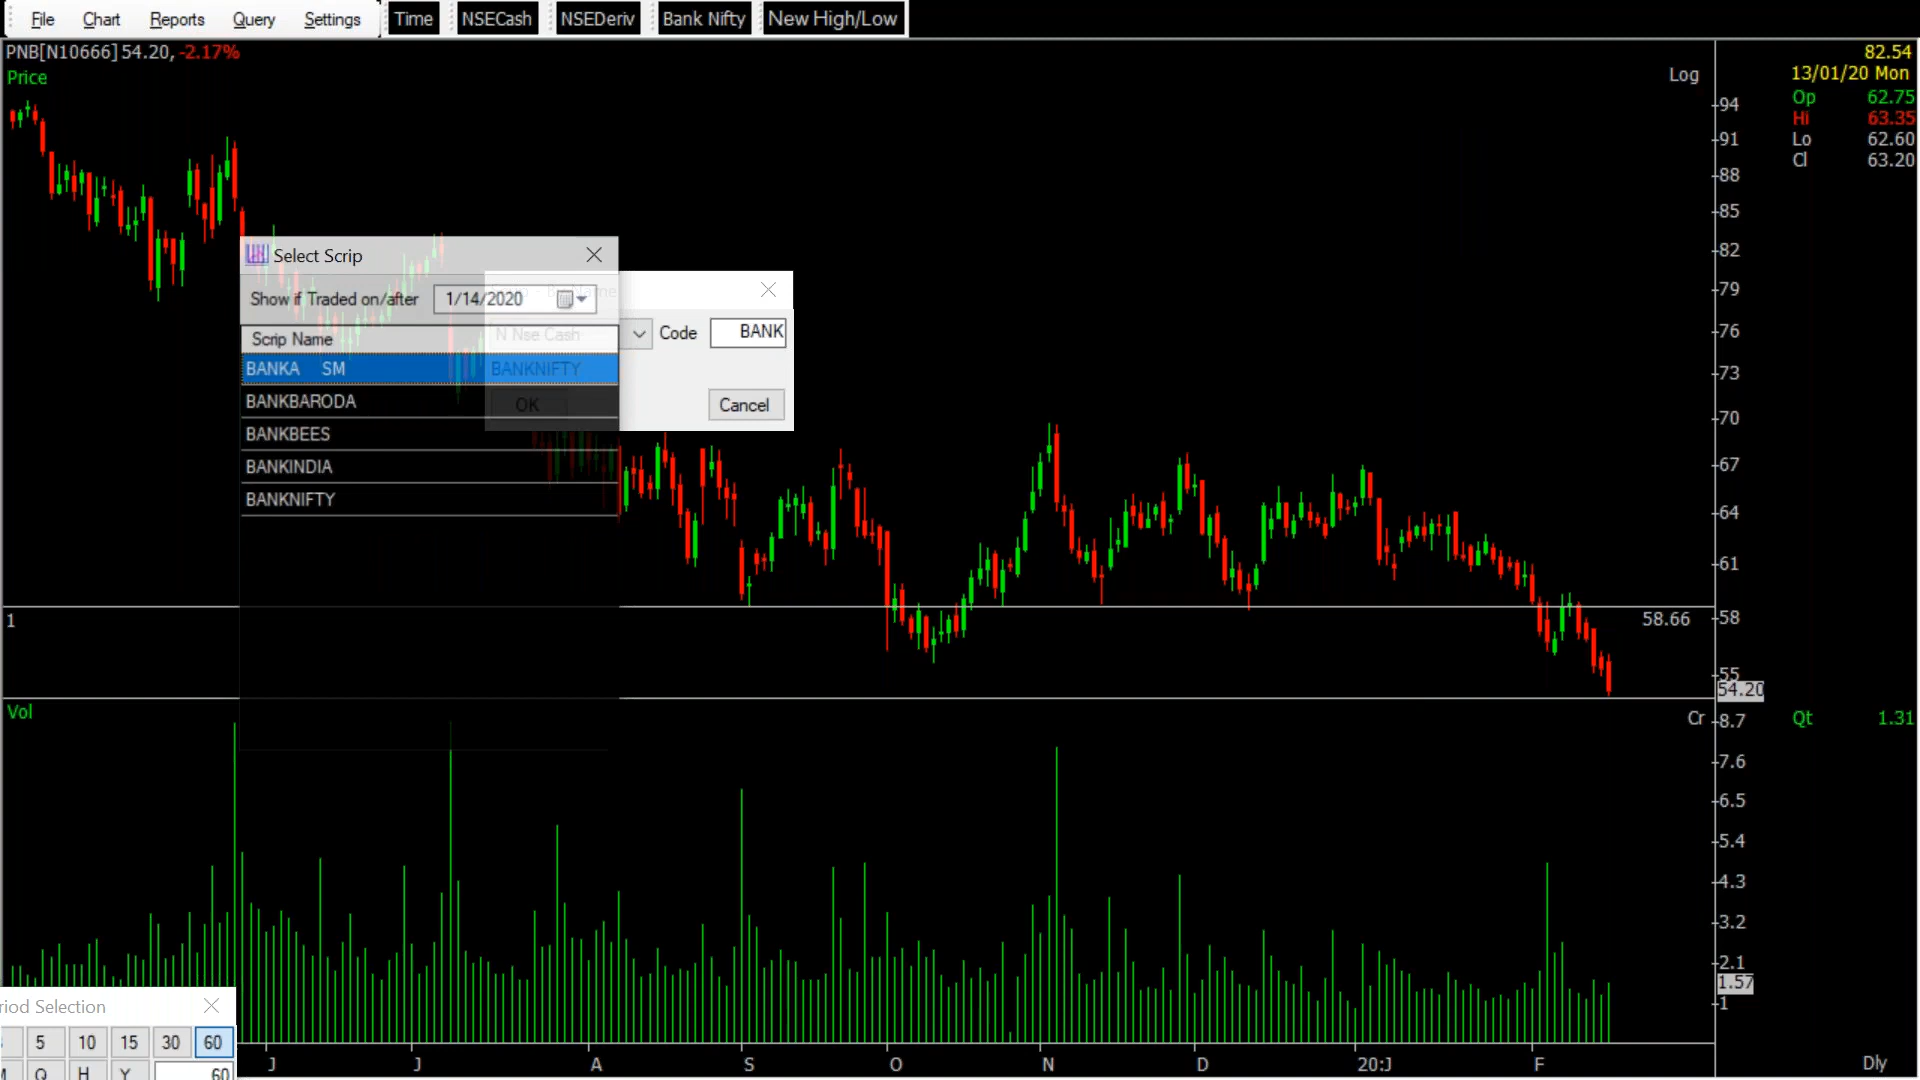 File Chart Reports Query Settings Time NSECash NSEDeriv Bank Nifty New High/Low
PNB[N10666] 54.20, -2.17%
Price
Log
82.54
13/01/20 Mon
Op 62.75
Hi 63.35
Lo 62.60
Cl 63.20
94
91
88
85
82
79
76
73
70
67
64
61
58
55
54.20
58.66
1
Select Scrip
Show if Traded on/after 1/14/2020
Scrip Name
BANKA SM
BANKBARODA
BANKBEES
BANKINDIA
BANKNIFTY
N Nse Cash
Code BANK
BANKNIFTY
OK Cancel
Vol
Cr
Qt 1.31
8.7
7.6
6.5
5.4
4.3
3.2
2.1
1.57
1
riod Selection
5 10 15 30 60
Q H Y 60
J J A S O N D 20:J F
Dly